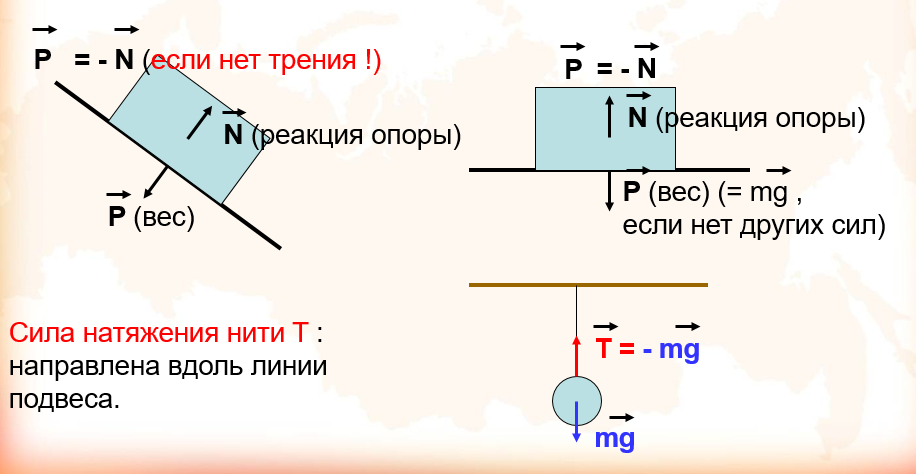 P = - N (если нет трения !)
N (реакция опоры)
P (вес)
P = - N
N (реакция опоры)
P (вес) (= mg ,
если нет других сил)
Сила натяжения нити T :
направлена вдоль линии
подвеса.
T = - mg
mg